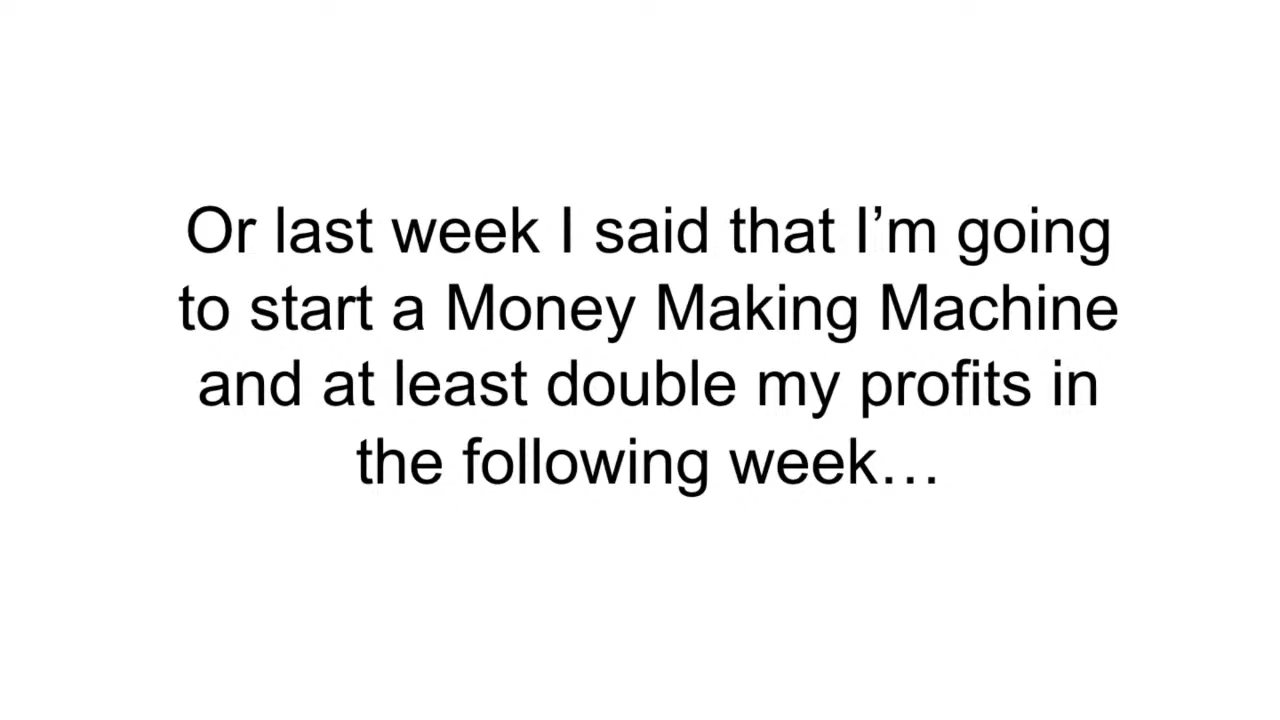 Or last week I said that I’m going
to start a Money Making Machine
and at least double my profits in
the following week…